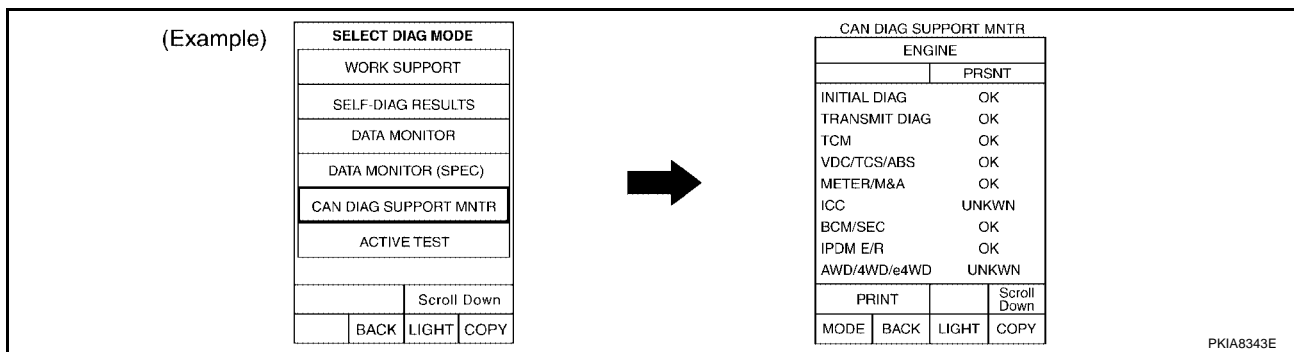 (Example)
SELECT DIAG MODE
WORK SUPPORT
SELF-DIAG RESULTS
DATA MONITOR
DATA MONITOR (SPEC)
CAN DIAG SUPPORT MNTR
ACTIVE TEST
Scroll Down
BACK LIGHT COPY
CAN DIAG SUPPORT MNTR
ENGINE
PRSNT
INITIAL DIAG OK
TRANSMIT DIAG OK
TCM OK
VDC/TCS/ABS OK
METER/M&A OK
ICC UNKWN
BCM/SEC OK
IPDM E/R OK
AWD/4WD/e4WD UNKWN
PRINT Scroll
Down
MODE BACK LIGHT COPY
PKIA8343E